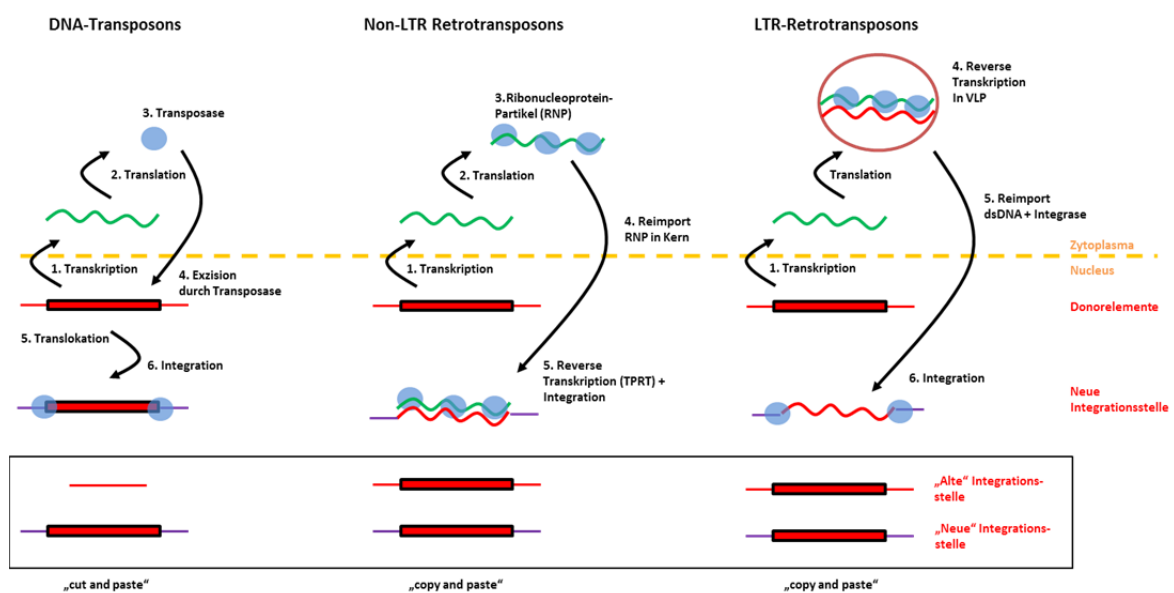 DNA-Transposons
3. Transposase
2. Translation
1. Transkription
4. Exzision
durch Transposase
5. Translokation
6. Integration
Non-LTR Retrotransposons
3.Ribonucleoprotein-
Partikel (RNP)
2. Translation
4. Reimport
RNP in Kern
1. Transkription
5. Reverse
Transkription (TPRT) +
Integration
LTR-Retrotransposons
4. Reverse
Transkription
In VLP
Translation
5. Reimport
dsDNA + Integrase
1. Transkription
6. Integration
Zytoplasma
Nucleus
Donorelemente
Neue
Integrationsstelle
„Alte“ Integrations-
stelle
„Neue“ Integrations-
stelle
„cut and paste“
„copy and paste“
„copy and paste“